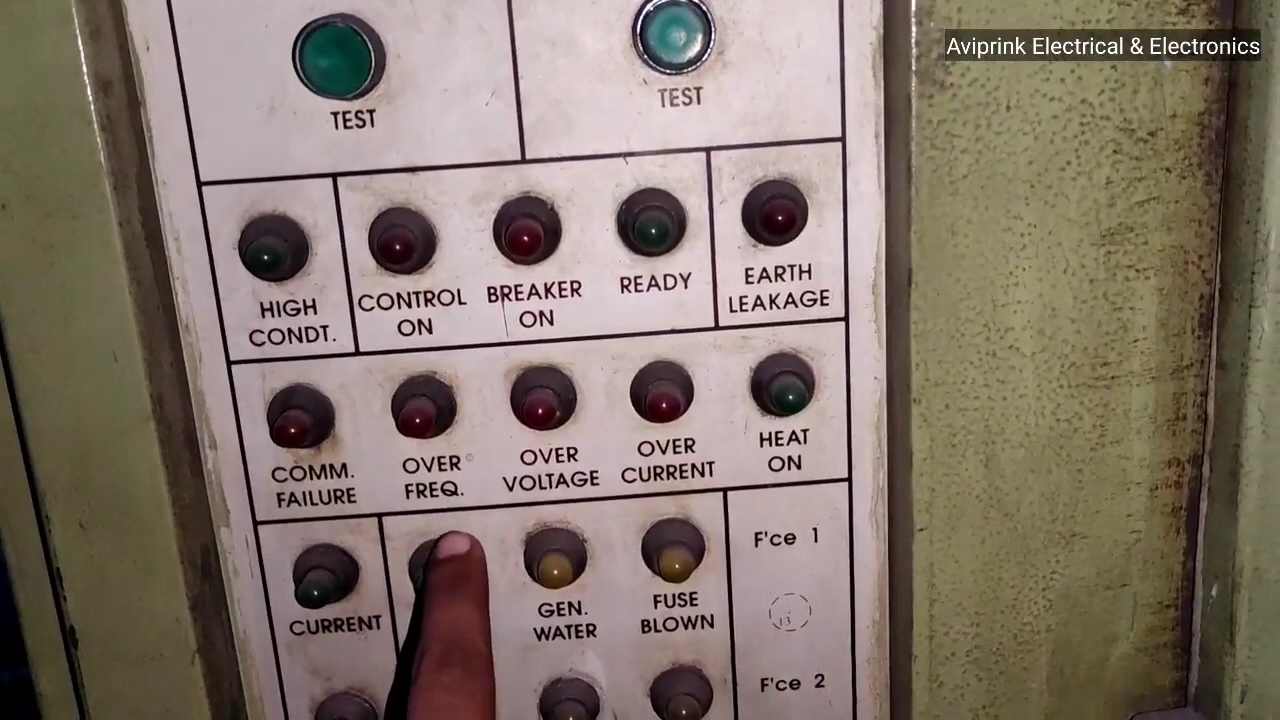 Aviprink Electrical & Electronics
TEST
TEST
HIGH
CONDT.
CONTROL
ON
BREAKER
ON
READY
EARTH
LEAKAGE
COMM.
FAILURE
OVER
FREQ.
OVER
VOLTAGE
OVER
CURRENT
HEAT
ON
CURRENT
GEN.
WATER
FUSE
BLOWN
F'ce 1
13
F'ce 2